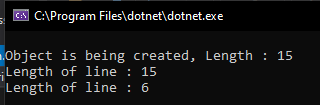 C:\Program Files\dotnet\dotnet.exe
Object is being created, Length : 15
Length of line : 15
Length of line : 6